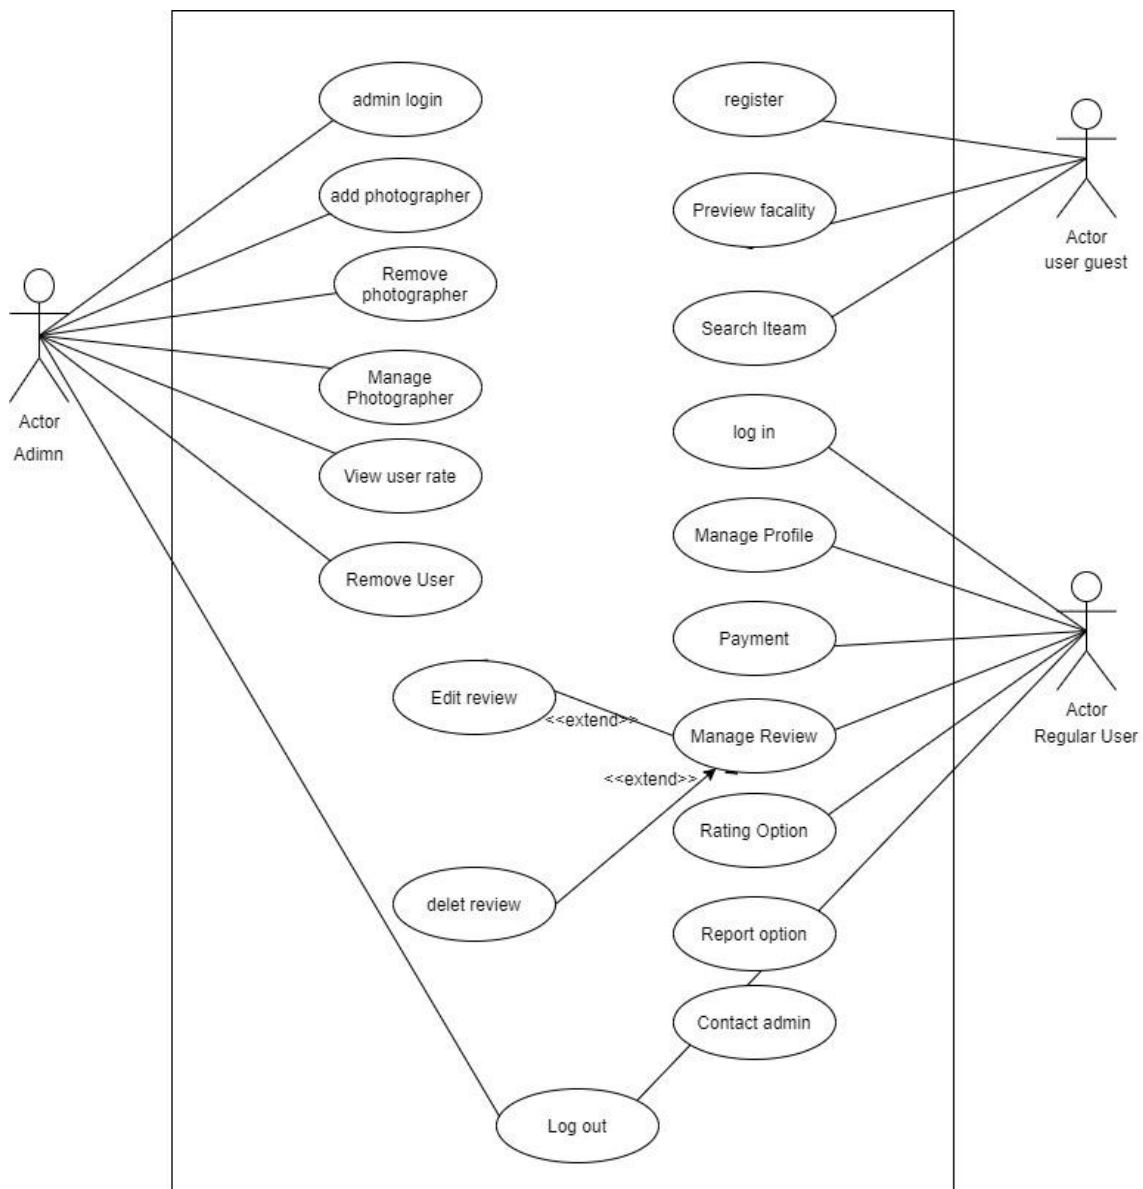 admin login
add photographer
Remove
photographer
Manage
Photographer
View user rate
Remove User
Actor
Adimn
register
Preview facality
Search Iteam
log in
Manage Profile
Payment
Manage Review
Rating Option
Report option
Contact admin
Log out
Edit review
<<extend>>
<<extend>>
delet review
Actor
user guest
Actor
Regular User